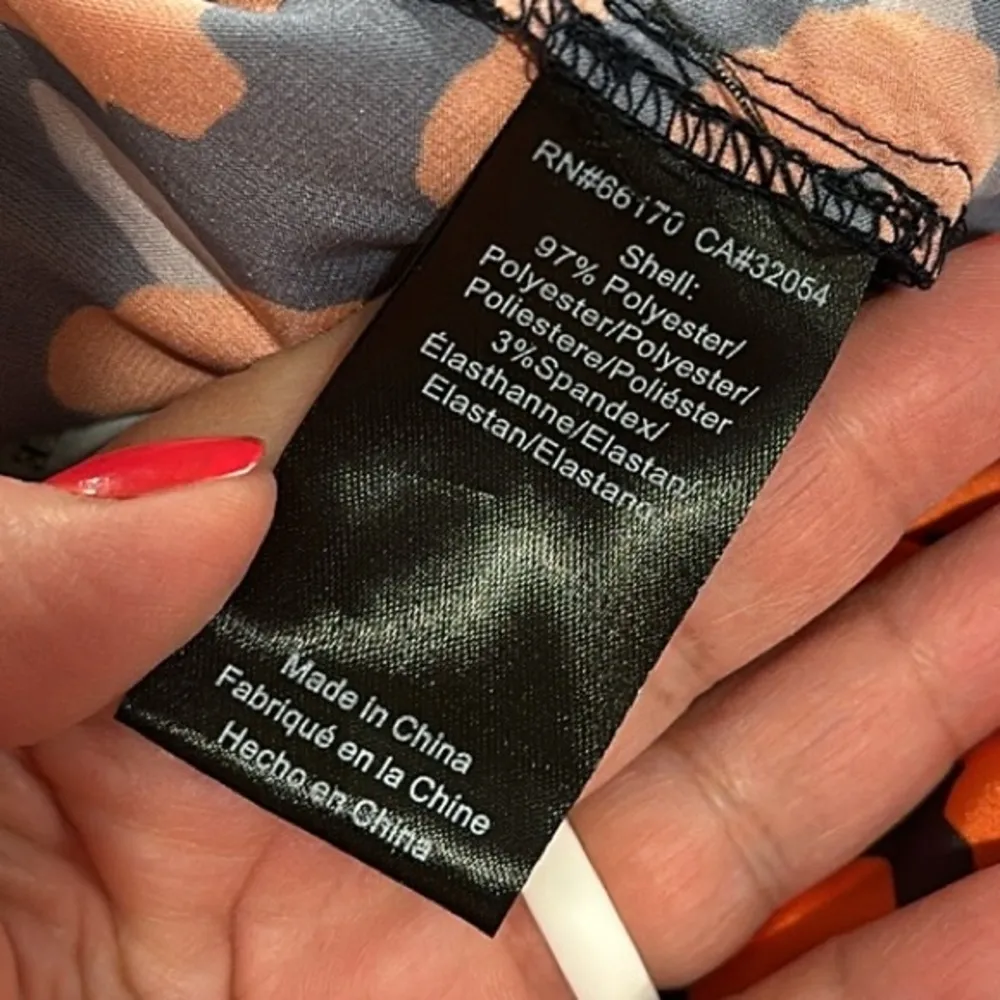 RN#66170 CA#32054
Shell:
97% Polyester/
Polyester/Polyester/
Poliestere/Poliéster
3%Spandex/
Élasthanne/Elastan/
Elastan/Elastano
Made in China
Fabriqué en la Chine
Hecho en China